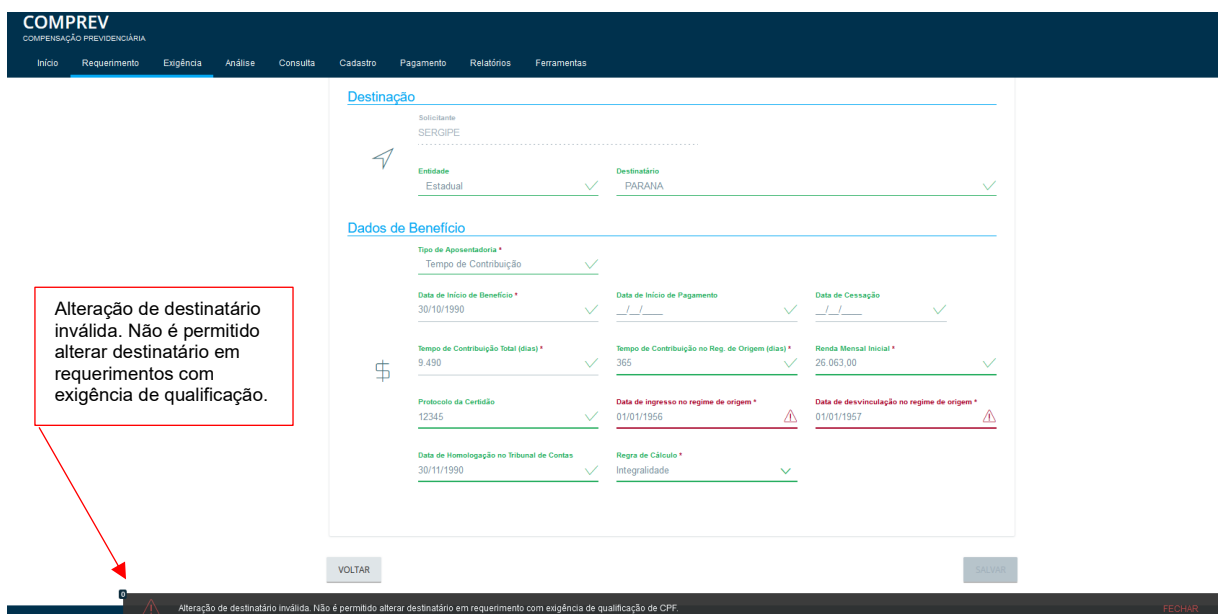 COMPREV
COMPENSAÇÃO PREVIDENCIÁRIA
Início Requerimento Exigência Análise Consulta Cadastro Pagamento Relatórios Ferramentas
Destinação
Solicitante
SERGIPE
Entidade Destinatário
Estadual PARANA
Dados de Benefício
Tipo de Aposentadoria *
Tempo de Contribuição
Data de Início de Benefício * Data de Início de Pagamento Data de Cessação
30/10/1990 __/__/____ __/__/____
Tempo de Contribuição Total (dias) * Tempo de Contribuição no Reg. de Origem (dias) * Renda Mensal Inicial *
9.490 365 26.063,00
Protocolo da Certidão Data de ingresso no regime de origem * Data de desvinculação no regime de origem *
12345 01/01/1956 01/01/1957
Data de Homologação no Tribunal de Contas Regra de Cálculo *
30/11/1990 Integralidade
Alteração de destinatário
inválida. Não é permitido
alterar destinatário em
requerimentos com
exigência de qualificação.
VOLTAR SALVAR
0
Alteração de destinatário inválida. Não é permitido alterar destinatário em requerimento com exigência de qualificação de CPF. FECHAR